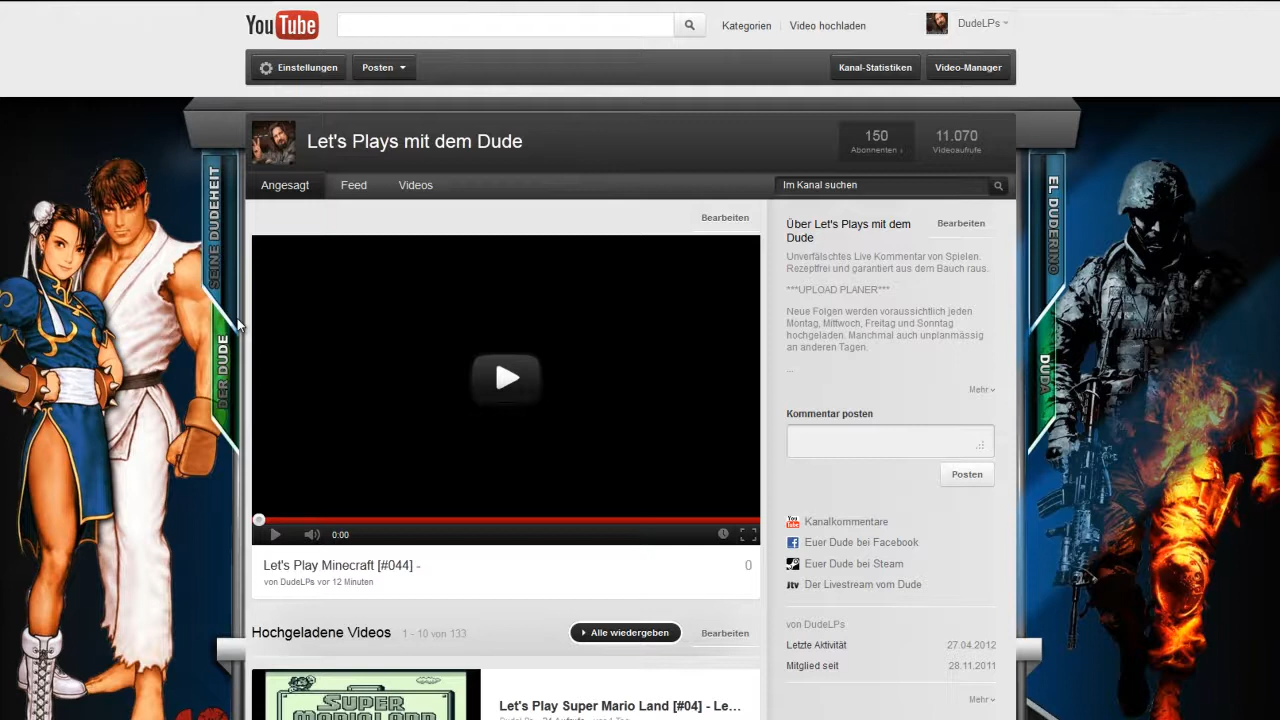 YouTube
Kategorien
Video hochladen
DudeLPs
Einstellungen
Posten
Kanal-Statistiken
Video-Manager
Let's Plays mit dem Dude
150
Abonnenten
11.070
Videoaufrufe
Angesagt
Feed
Videos
Im Kanal suchen
SEINE DUDEHEIT
DER DUDE
EL DUDERINO
DUDA
Bearbeiten
Über Let's Plays mit dem
Dude
Bearbeiten
Unverfälschtes Live Kommentar von Spielen.
Rezeptfrei und garantiert aus dem Bauch raus.
***UPLOAD PLANER***
Neue Folgen werden voraussichtlich jeden
Montag, Mittwoch, Freitag und Sonntag
hochgeladen. Manchmal auch unplanmässig
an anderen Tagen.
...
Mehr
Kommentar posten
Posten
0:00
Let's Play Minecraft [#044] -
0
von DudeLPs vor 12 Minuten
You Tube Kanalkommentare
Euer Dude bei Facebook
Euer Dude bei Steam
jtv Der Livestream vom Dude
von DudeLPs
Letzte Aktivität 27.04.2012
Mitglied seit 28.11.2011
Mehr
Hochgeladene Videos 1 - 10 von 133
Alle wiedergeben
Bearbeiten
SUPER
Let's Play Super Mario Land [#04] - Le...